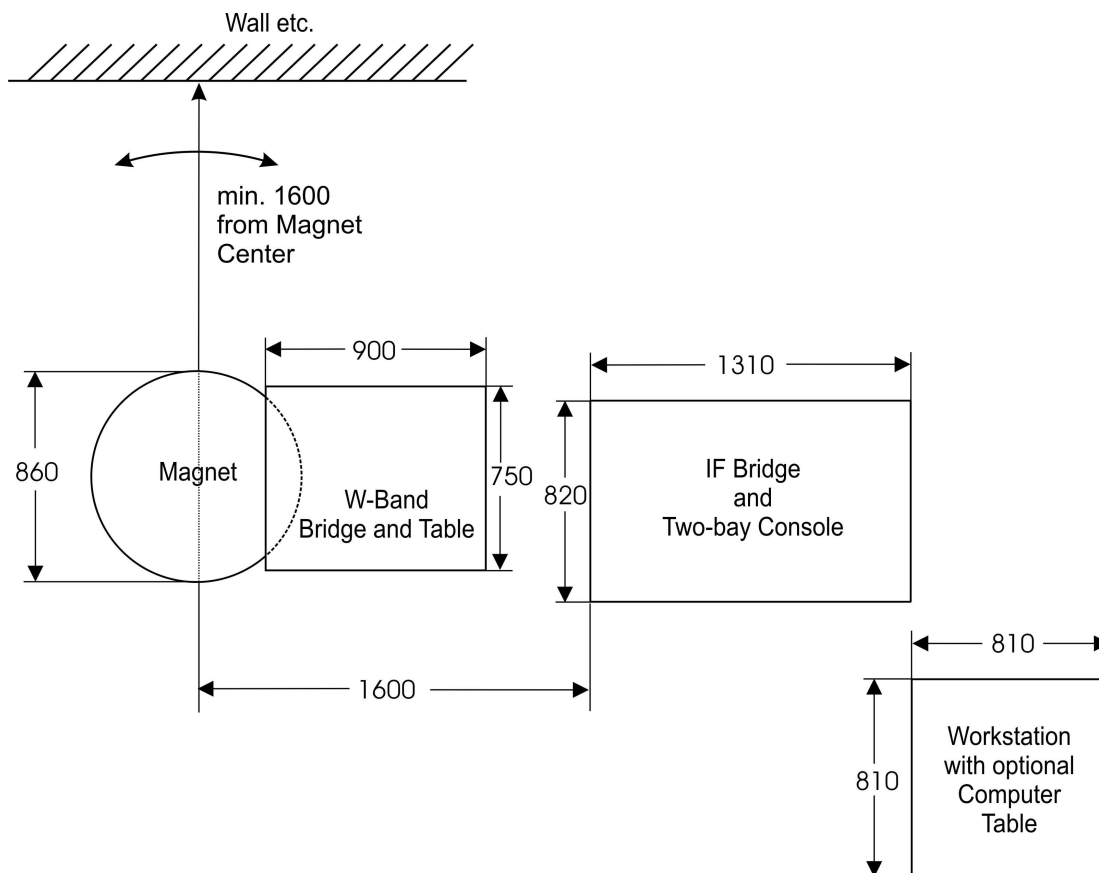 Wall etc.
min. 1600
from Magnet
Center
900
1310
860
Magnet
750
W-Band
Bridge and Table
820
IF Bridge
and
Two-bay Console
810
1600
810
Workstation
with optional
Computer
Table